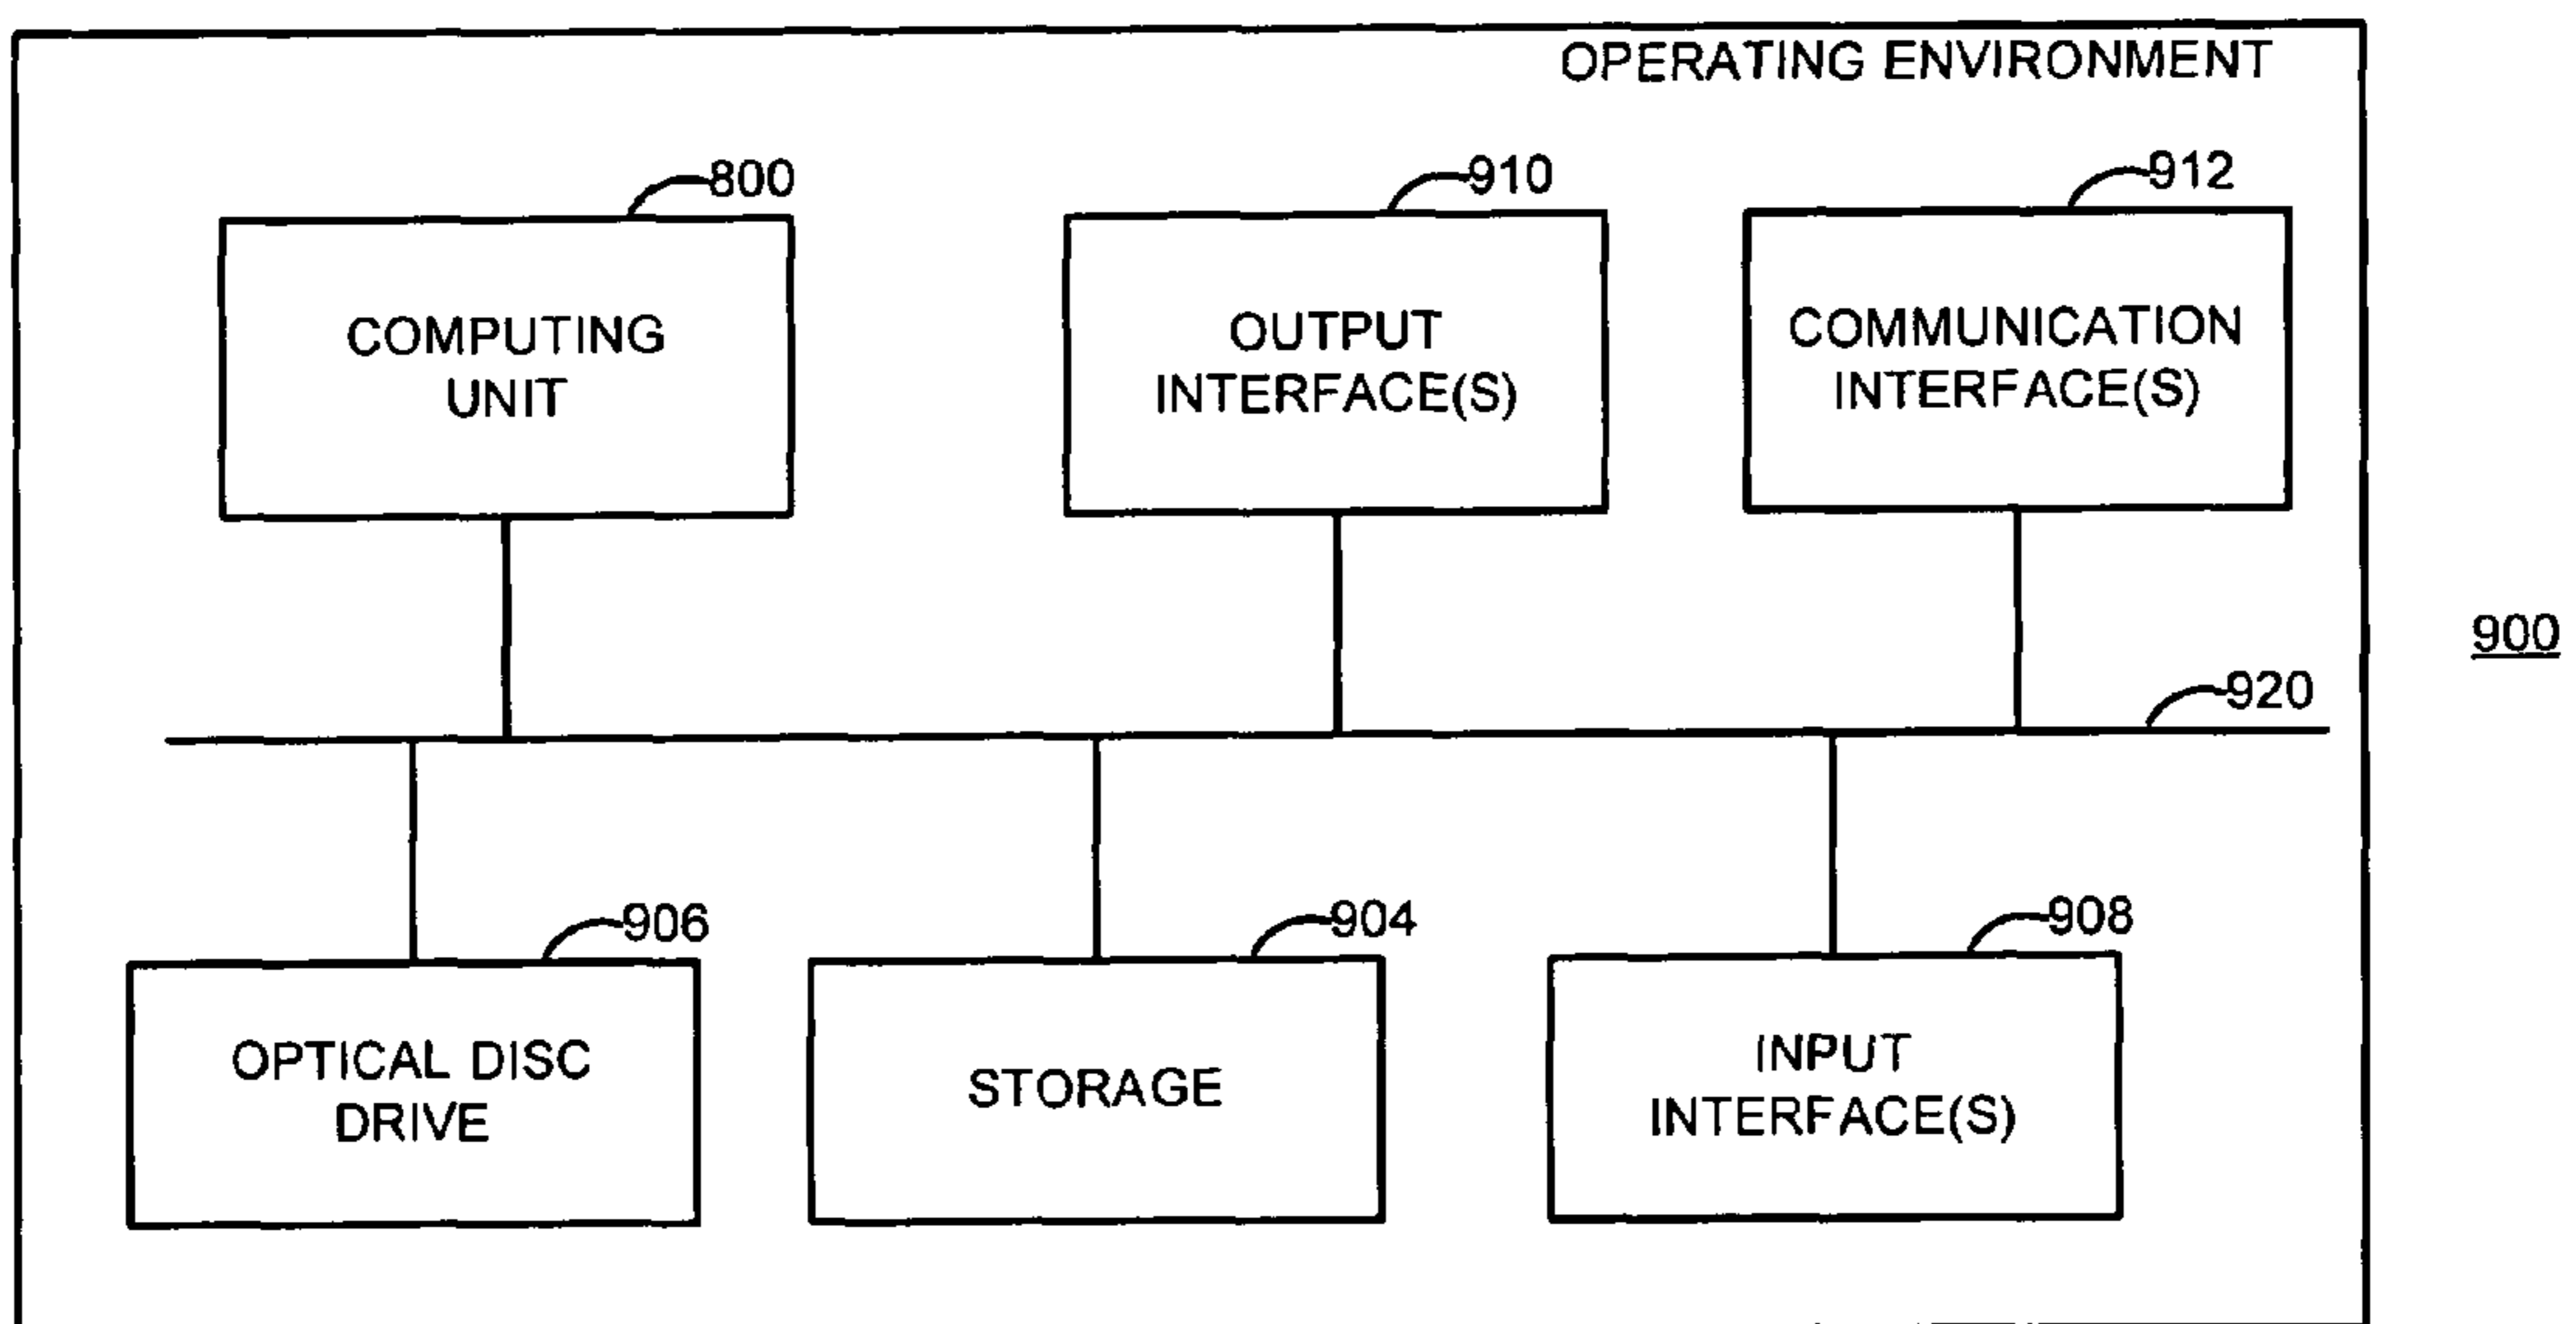 OPERATING ENVIRONMENT
800
910
912
COMPUTING
UNIT
OUTPUT
INTERFACE(S)
COMMUNICATION
INTERFACE(S)
900
920
906
904
908
OPTICAL DISC
DRIVE
STORAGE
INPUT
INTERFACE(S)